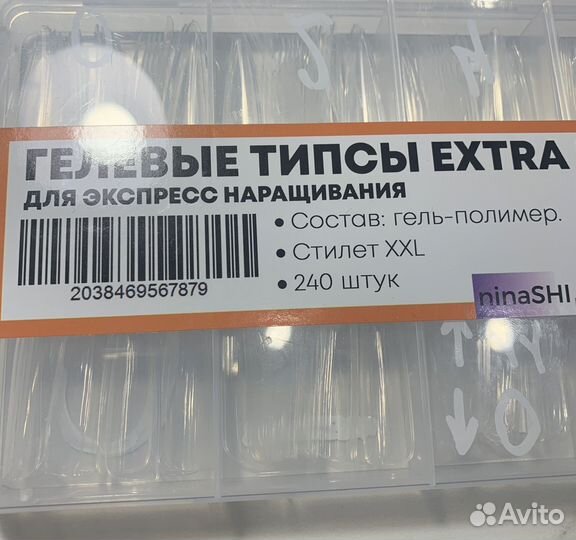 ГЕЛЕВЫЕ ТИПСЫ EXTRA
ДЛЯ ЭКСПРЕСС НАРАЩИВАНИЯ
• Состав: гель-полимер.
• Стилет XXL
• 240 штук
2038469567879
ninaSHI
Avito